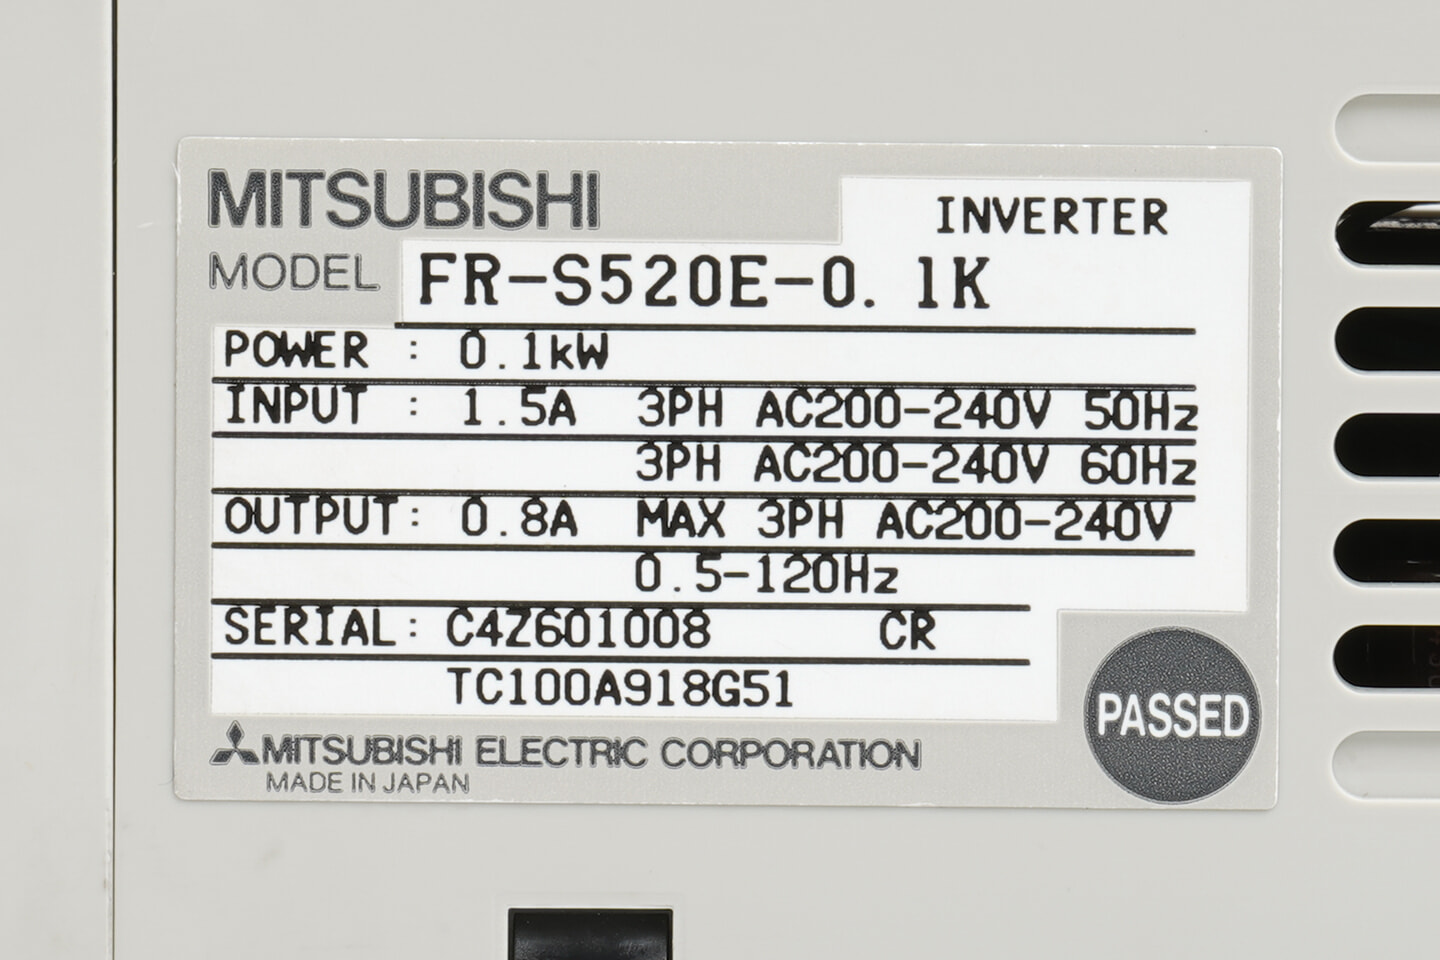 MITSUBISHI
INVERTER
MODEL FR-S520E-0.1K
POWER : 0.1kW
INPUT : 1.5A 3PH AC200-240V 50Hz
3PH AC200-240V 60Hz
OUTPUT: 0.8A MAX 3PH AC200-240V
0.5-120Hz
SERIAL: C4Z601008 CR
TC100A918G51
PASSED
MITSUBISHI ELECTRIC CORPORATION
MADE IN JAPAN